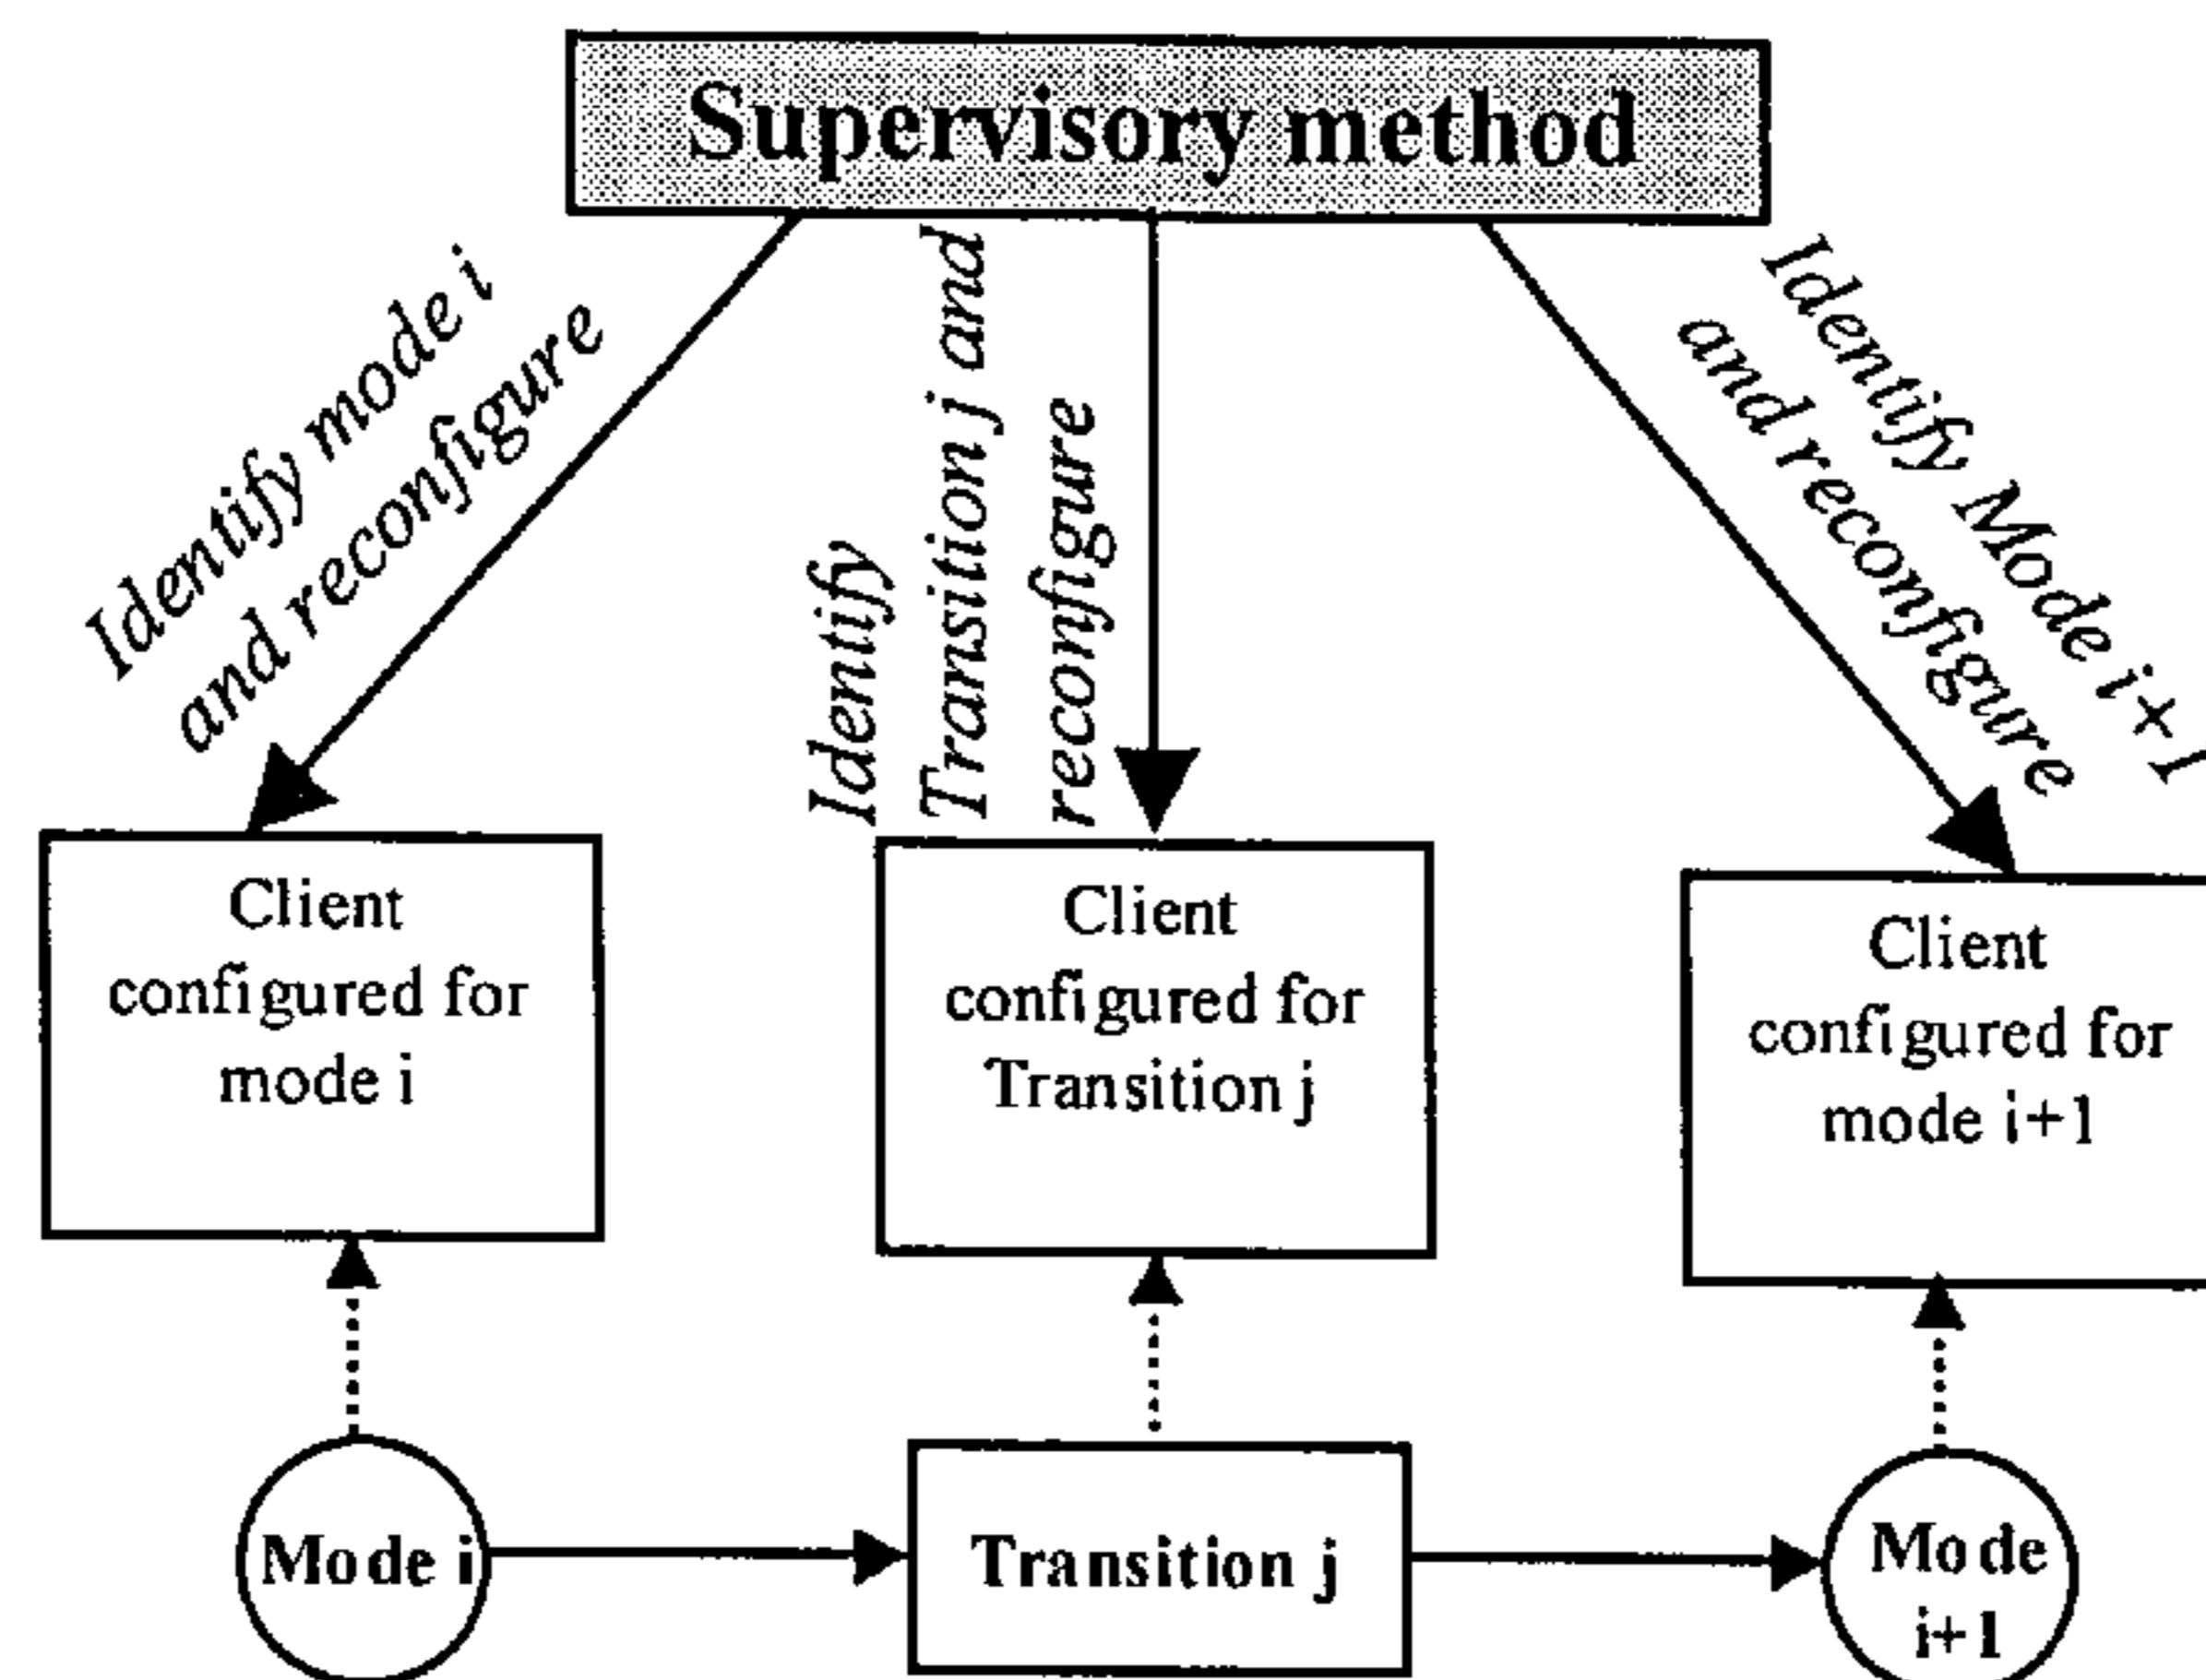 Supervisory method
Identify mode i
and reconfigure
Identify
Transition j and
reconfigure
Identify Mode i+1
and reconfigure
Client
configured for
mode i
Client
configured for
Transition j
Client
configured for
mode i+1
Mode i
Transition j
Mode
i+1